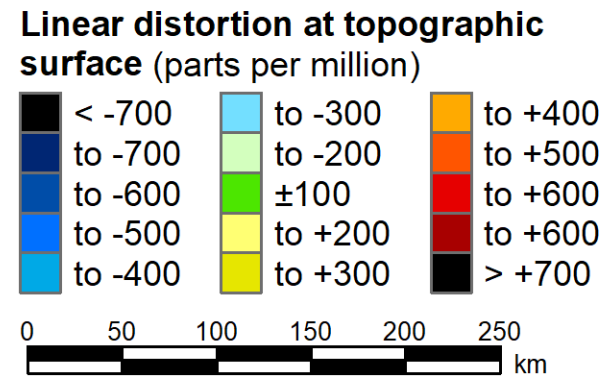 Linear distortion at topographic
surface (parts per million)
< -700
to -700
to -600
to -500
to -400
to -300
to -200
±100
to +200
to +300
to +400
to +500
to +600
to +600
> +700
0 50 100 150 200 250
km